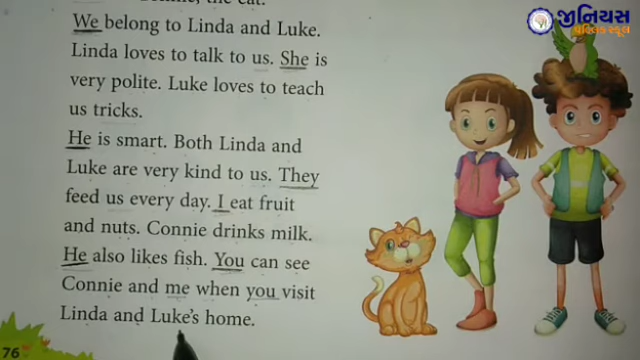 the cat.
We belong to Linda and Luke.
Linda loves to talk to us. She is
very polite. Luke loves to teach
us tricks.
He is smart. Both Linda and
Luke are very kind to us. They
feed us every day. I eat fruit
and nuts. Connie drinks milk.
He also likes fish. You can see
Connie and me when you visit
Linda and Luke's home.
76
જીનિયસ
પબ્લિક સ્કૂલ